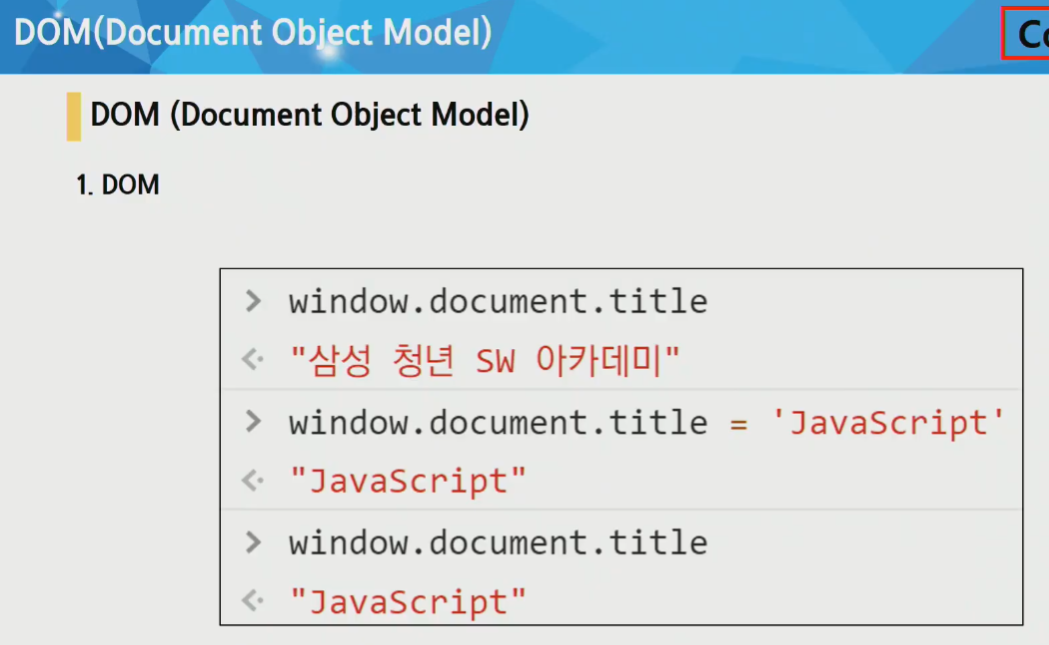 DOM(Document Object Model)
DOM (Document Object Model)
1. DOM
> window.document.title
<· "삼성 청년 SW 아카데미"
> window.document.title = 'JavaScript'
<· "JavaScript"
> window.document.title
<· "JavaScript"